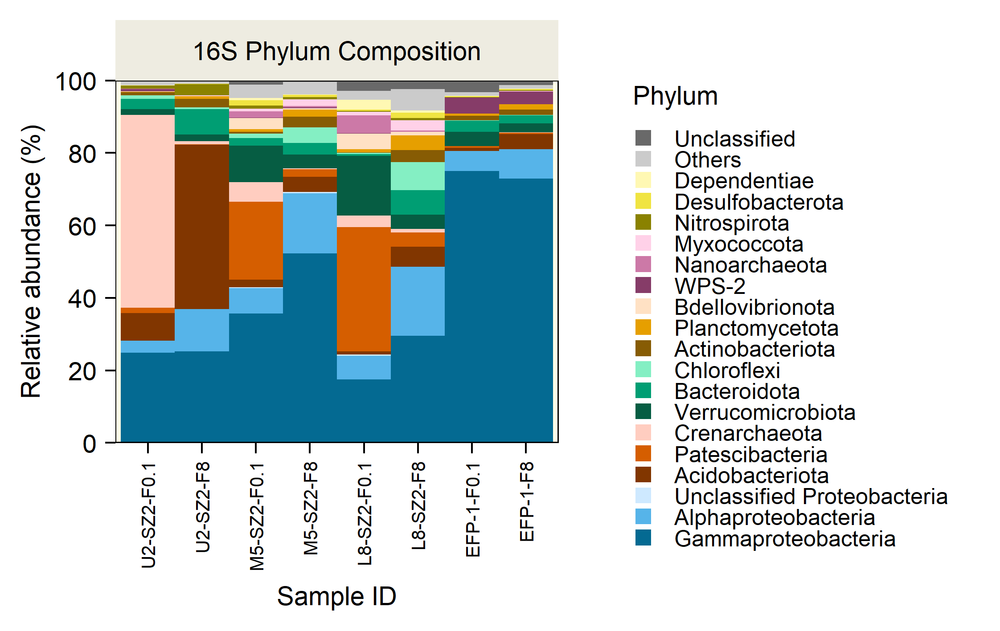 16S Phylum Composition
100
80
60
40
20
0
Relative abundance (%)
U2-SZ2-F0.1
U2-SZ2-F8
M5-SZ2-F0.1
M5-SZ2-F8
L8-SZ2-F0.1
L8-SZ2-F8
EFP-1-F0.1
EFP-1-F8
Sample ID
Phylum
Unclassified
Others
Dependentiae
Desulfobacterota
Nitrospirota
Myxococcota
Nanoarchaeota
WPS-2
Bdellovibrionota
Planctomycetota
Actinobacteriota
Chloroflexi
Bacteroidota
Verrucomicrobiota
Crenarchaeota
Patescibacteria
Acidobacteriota
Unclassified Proteobacteria
Alphaproteobacteria
Gammaproteobacteria